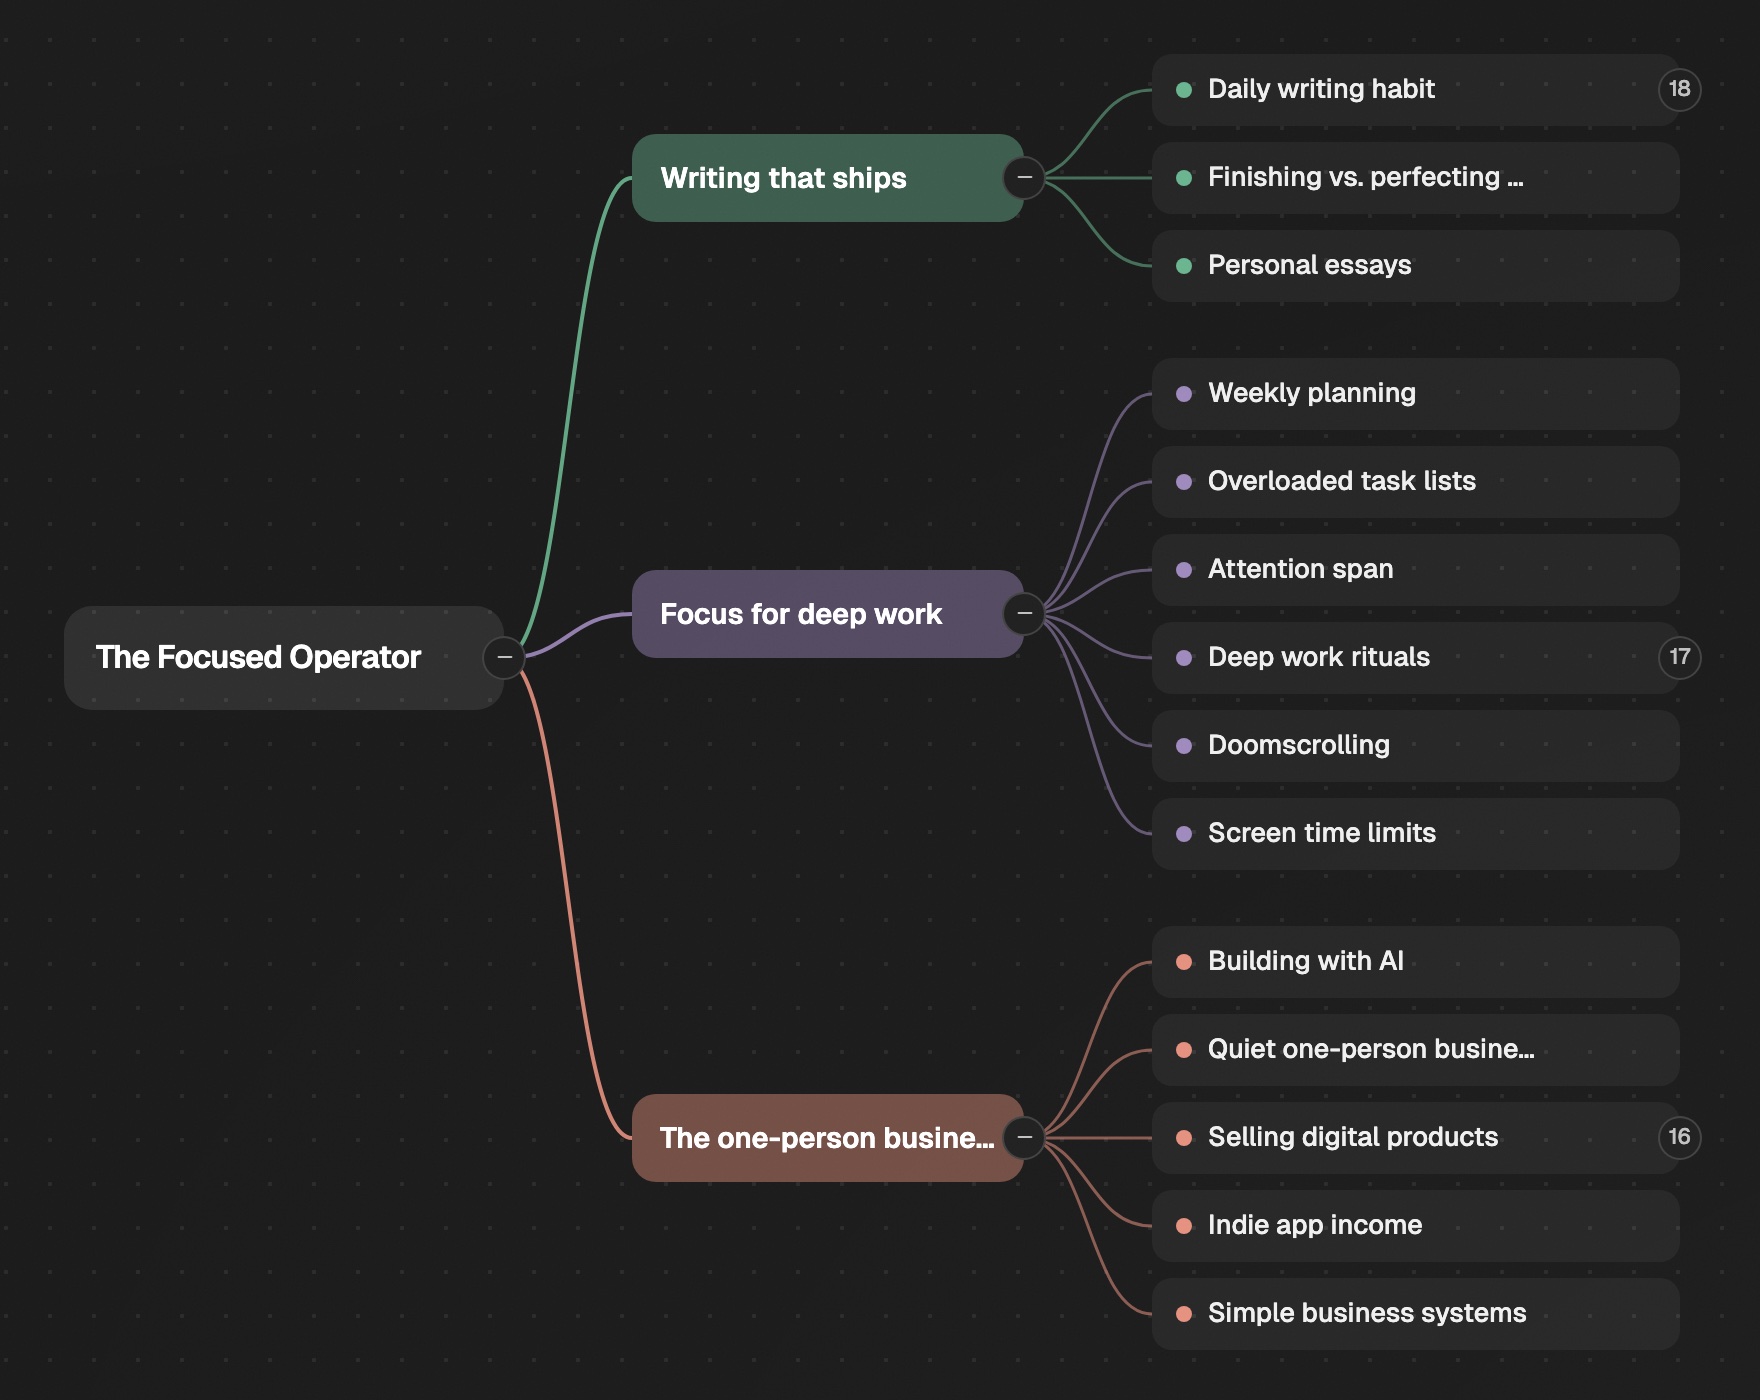 Daily writing habit
18
Writing that ships
Finishing vs. perfecting ...
Personal essays
Weekly planning
Overloaded task lists
Attention span
Focus for deep work
The Focused Operator
Deep work rituals
17
Doomscrolling
Screen time limits
Building with AI
Quiet one-person busine...
The one-person busine...
Selling digital products
16
Indie app income
Simple business systems